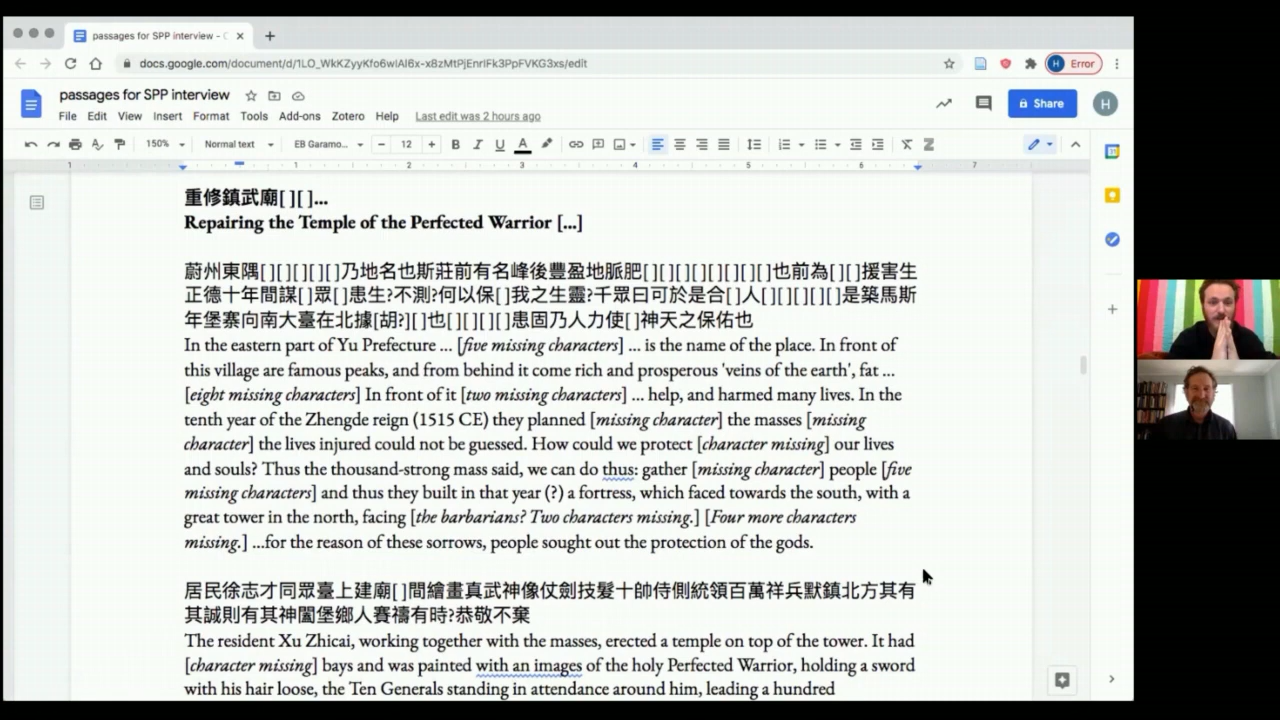 passages for SPP interview - G
docs.google.com/document/d/1LO_WkKZyyKfo6wIAI6x-x8zMtPjEnrIFk3PpFVKG3xs/edit
H Error
passages for SPP interview
File Edit View Insert Format Tools Add-ons Zotero Help Last edit was 2 hours ago
Share
H
150% Normal text EB Garamo... 12 B I U A
1 1 2 3 4 5 6 7
重修鎮武廟[ ][ ]...
Repairing the Temple of the Perfected Warrior [...]
蔚州東隅[ ][ ][ ][ ][ ]乃地名也斯莊前有名峰後豐盈地脈肥[ ][ ][ ][ ][ ][ ][ ][ ]也前為[ ][ ]援害生
正德十年間謀[ ]眾[ ]患生?不測?何以保[ ]我之生靈?千眾曰可於是合[ ]人[ ][ ][ ][ ][ ]是築馬斯
年堡寨向南大臺在北據[胡?][ ]也[ ][ ][ ][ ]患固乃人力使[ ]神天之保佑也
In the eastern part of Yu Prefecture ... [five missing characters] ... is the name of the place. In front of
this village are famous peaks, and from behind it come rich and prosperous 'veins of the earth', fat ...
[eight missing characters] In front of it [two missing characters] ... help, and harmed many lives. In the
tenth year of the Zhengde reign (1515 CE) they planned [missing character] the masses [missing
character] the lives injured could not be guessed. How could we protect [character missing] our lives
and souls? Thus the thousand-strong mass said, we can do thus: gather [missing character] people [five
missing characters] and thus they built in that year (?) a fortress, which faced towards the south, with a
great tower in the north, facing [the barbarians? Two characters missing.] [Four more characters
missing.] ...for the reason of these sorrows, people sought out the protection of the gods.
居民徐志才同眾臺上建廟[ ]間繪畫真武神像仗劍技髮十帥侍側統領百萬祥兵默鎮北方其有
其誠則有其神闔堡鄉人賽禱有時?恭敬不棄
The resident Xu Zhicai, working together with the masses, erected a temple on top of the tower. It had
[character missing] bays and was painted with an images of the holy Perfected Warrior, holding a sword
with his hair loose, the Ten Generals standing in attendance around him, leading a hundred